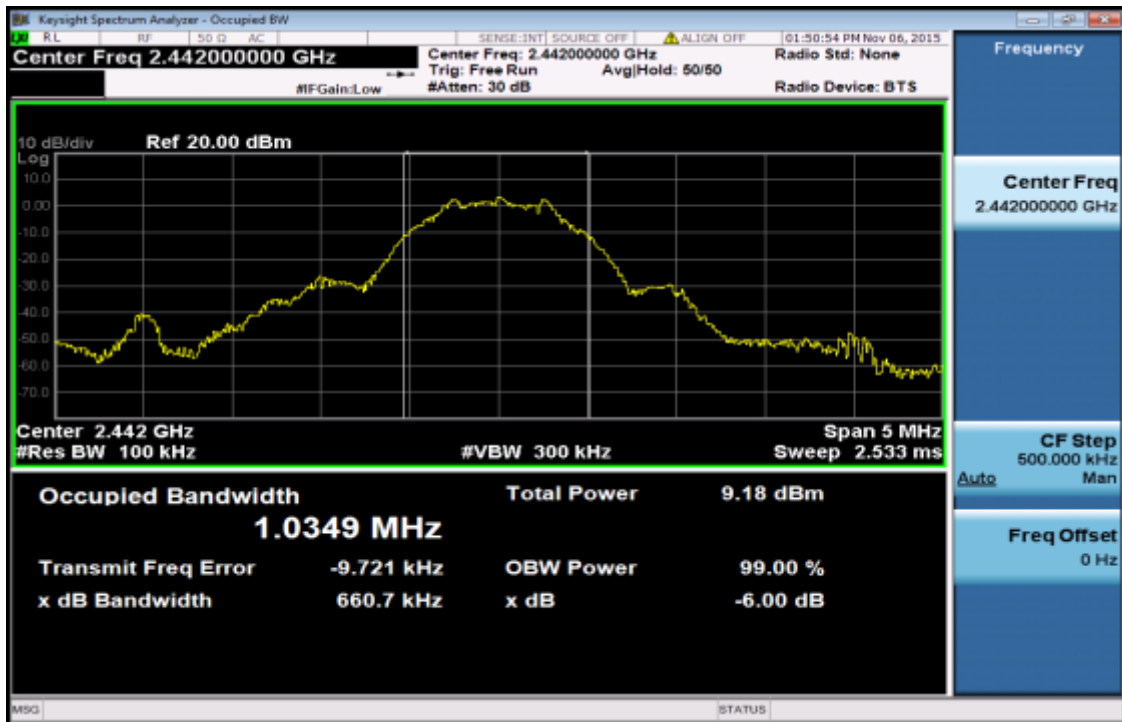 Keysight Spectrum Analyzer - Occupied BW
RL RF 50 Ω AC SENSE:INT SOURCE OFF ALIGN OFF 01:50:54 PM Nov 06, 2015
Center Freq 2.442000000 GHz
Center Freq: 2.442000000 GHz
Radio Std: None
Trig: Free Run
Avg|Hold: 50/50
#IFGain:Low
#Atten: 30 dB
Radio Device: BTS
10 dB/div
Ref 20.00 dBm
Log
10.0
0.00
-10.0
-20.0
-30.0
-40.0
-50.0
-60.0
-70.0
Center 2.442 GHz
Span 5 MHz
#Res BW 100 kHz
#VBW 300 kHz
Sweep 2.533 ms
Occupied Bandwidth
Total Power
9.18 dBm
1.0349 MHz
Transmit Freq Error
-9.721 kHz
OBW Power
99.00 %
x dB Bandwidth
660.7 kHz
x dB
-6.00 dB
MSG
STATUS
Frequency
Center Freq
2.442000000 GHz
CF Step
500.000 kHz
Auto
Man
Freq Offset
0 Hz